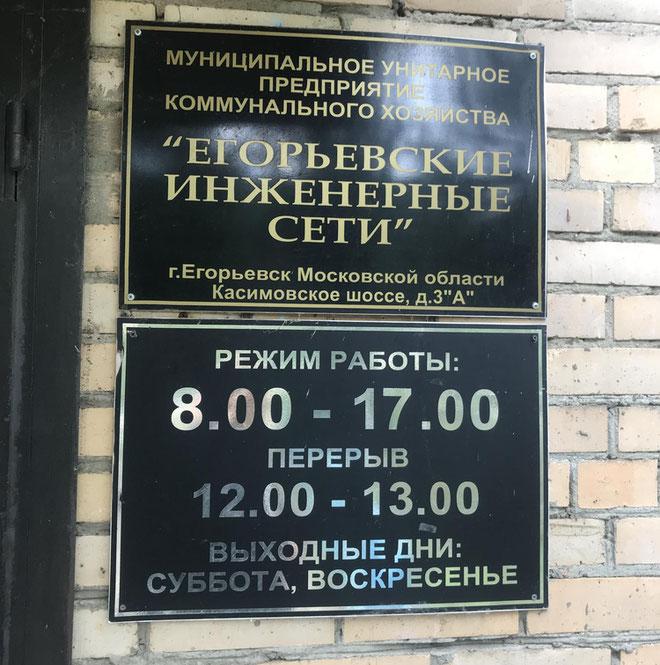 МУНИЦИПАЛЬНОЕ УНИТАРНОЕ
ПРЕДПРИЯТИЕ
КОММУНАЛЬНОГО ХОЗЯЙСТВА
“ЕГОРЬЕВСКИЕ
ИНЖЕНЕРНЫЕ
СЕТИ”
г.Егорьевск Московской области
Касимовское шоссе, д.3"А"
РЕЖИМ РАБОТЫ:
8.00 - 17.00
ПЕРЕРЫВ
12.00 - 13.00
ВЫХОДНЫЕ ДНИ:
СУББОТА, ВОСКРЕСЕНЬЕ